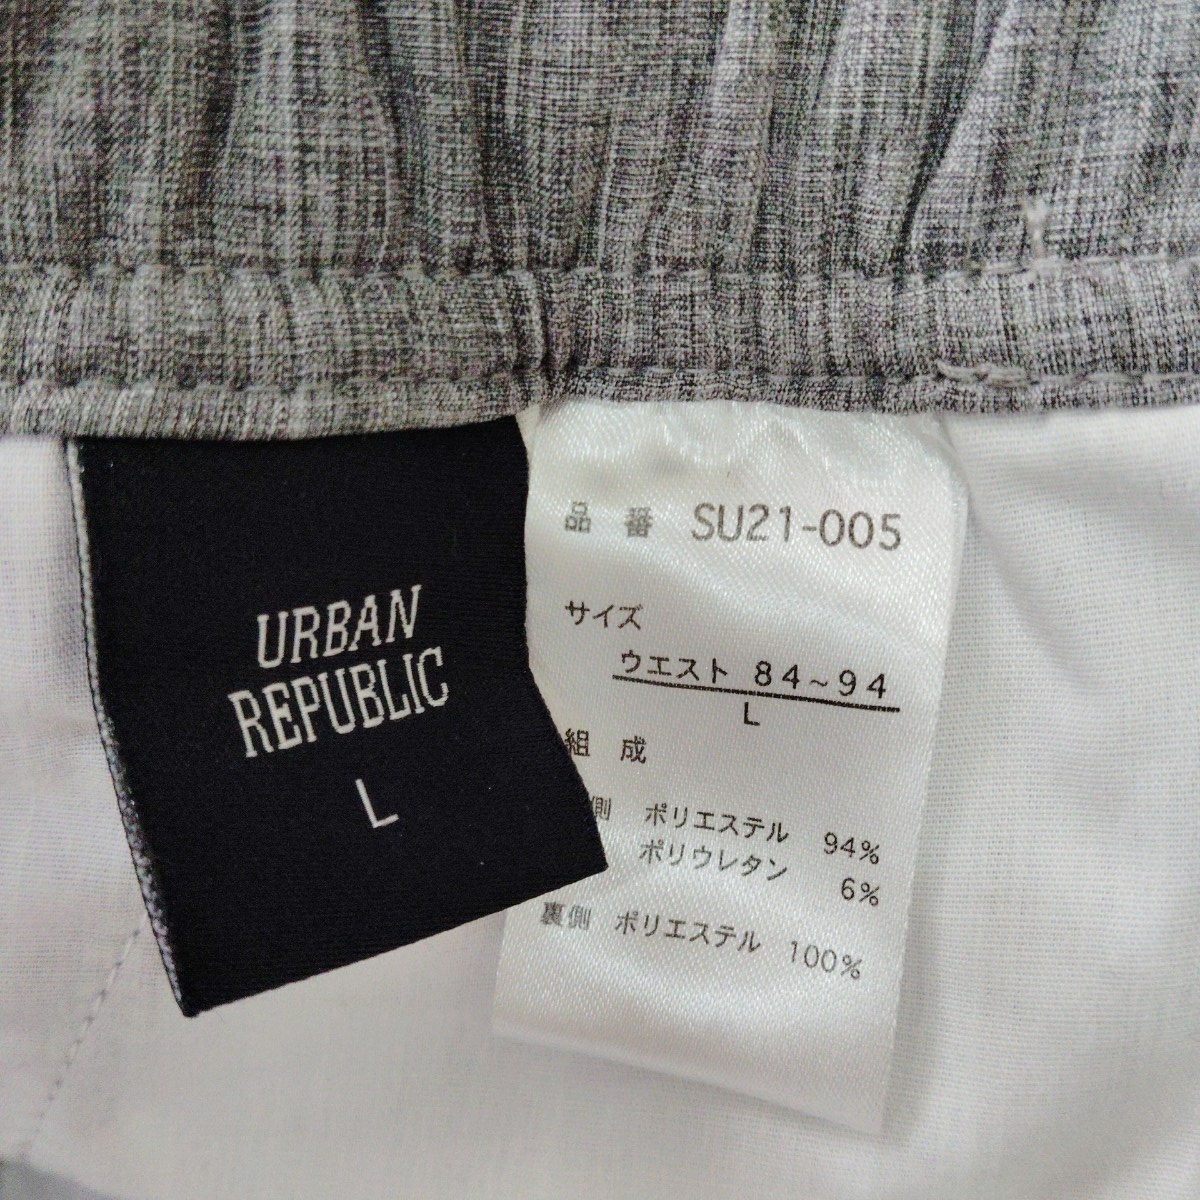 URBAN
REPUBLIC
L
品番 SU21-005
サイズ
ウエスト 84~94
L
組成
側 ポリエステル 94%
ポリウレタン 6%
裏側 ポリエステル 100%